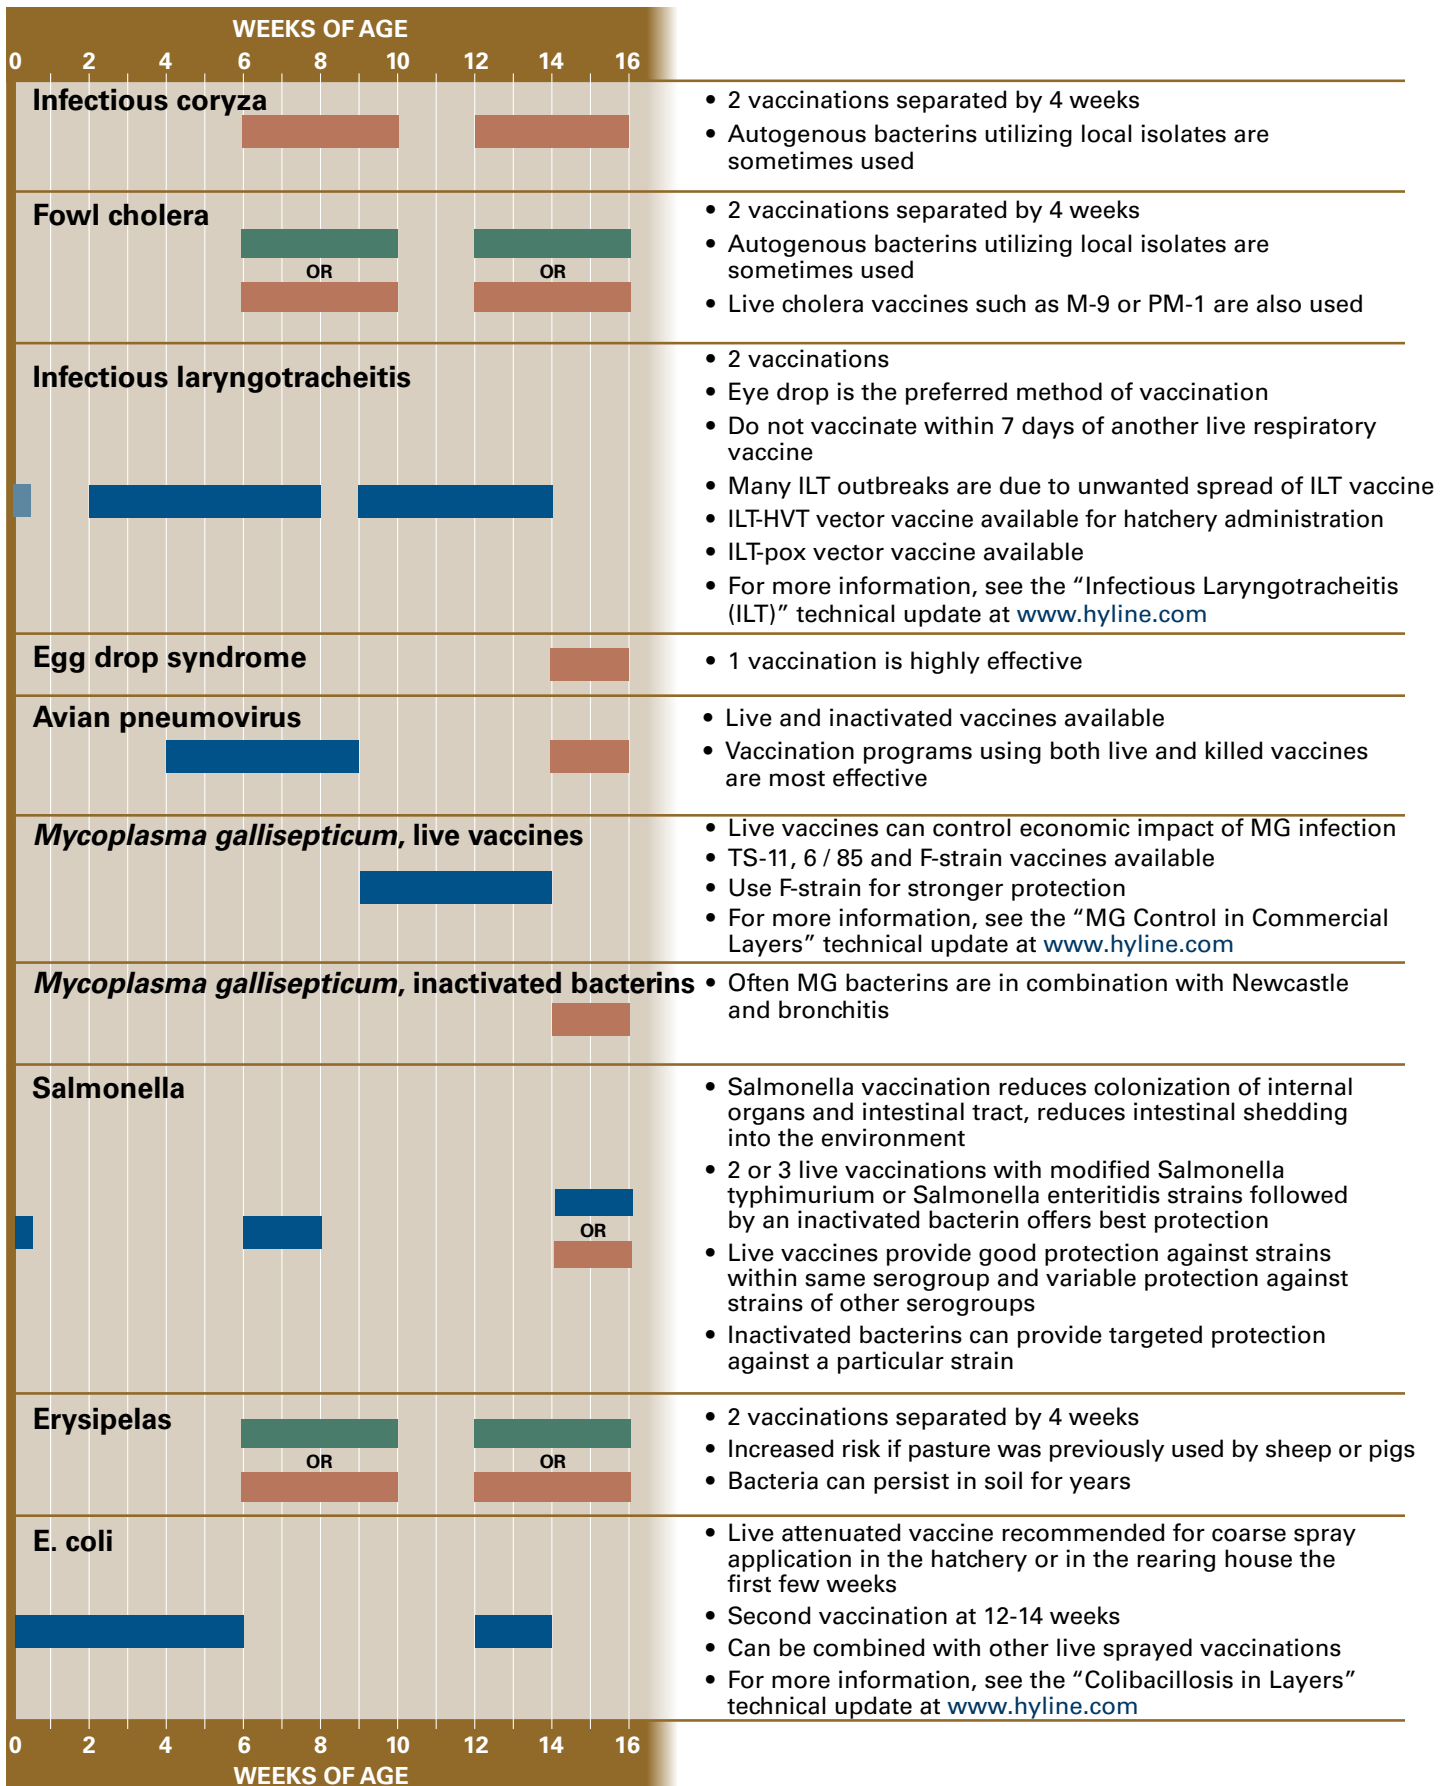 WEEKS OF AGE
0 2 4 6 8 10 12 14 16
Infectious coryza
• 2 vaccinations separated by 4 weeks
• Autogenous bacterins utilizing local isolates are
sometimes used
Fowl cholera
OR OR
• 2 vaccinations separated by 4 weeks
• Autogenous bacterins utilizing local isolates are
sometimes used
• Live cholera vaccines such as M-9 or PM-1 are also used
Infectious laryngotracheitis
• 2 vaccinations
• Eye drop is the preferred method of vaccination
• Do not vaccinate within 7 days of another live respiratory
vaccine
• Many ILT outbreaks are due to unwanted spread of ILT vaccine
• ILT-HVT vector vaccine available for hatchery administration
• ILT-pox vector vaccine available
• For more information, see the “Infectious Laryngotracheitis
(ILT)” technical update at www.hyline.com
Egg drop syndrome
• 1 vaccination is highly effective
Avian pneumovirus
• Live and inactivated vaccines available
• Vaccination programs using both live and killed vaccines
are most effective
Mycoplasma gallisepticum, live vaccines
• Live vaccines can control economic impact of MG infection
• TS-11, 6 / 85 and F-strain vaccines available
• Use F-strain for stronger protection
• For more information, see the “MG Control in Commercial
Layers” technical update at www.hyline.com
Mycoplasma gallisepticum, inactivated bacterins
• Often MG bacterins are in combination with Newcastle
and bronchitis
Salmonella
OR
• Salmonella vaccination reduces colonization of internal
organs and intestinal tract, reduces intestinal shedding
into the environment
• 2 or 3 live vaccinations with modified Salmonella
typhimurium or Salmonella enteritidis strains followed
by an inactivated bacterin offers best protection
• Live vaccines provide good protection against strains
within same serogroup and variable protection against
strains of other serogroups
• Inactivated bacterins can provide targeted protection
against a particular strain
Erysipelas
OR OR
• 2 vaccinations separated by 4 weeks
• Increased risk if pasture was previously used by sheep or pigs
• Bacteria can persist in soil for years
E. coli
• Live attenuated vaccine recommended for coarse spray
application in the hatchery or in the rearing house the
first few weeks
• Second vaccination at 12-14 weeks
• Can be combined with other live sprayed vaccinations
• For more information, see the “Colibacillosis in Layers”
technical update at www.hyline.com
0 2 4 6 8 10 12 14 16
WEEKS OF AGE